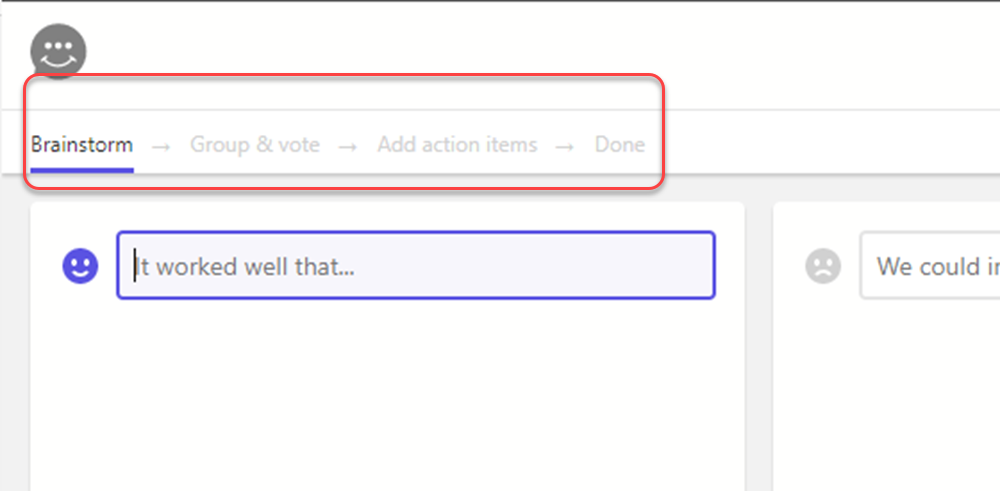 Brainstorm → Group & vote → Add action items → Done
It worked well that...
We could